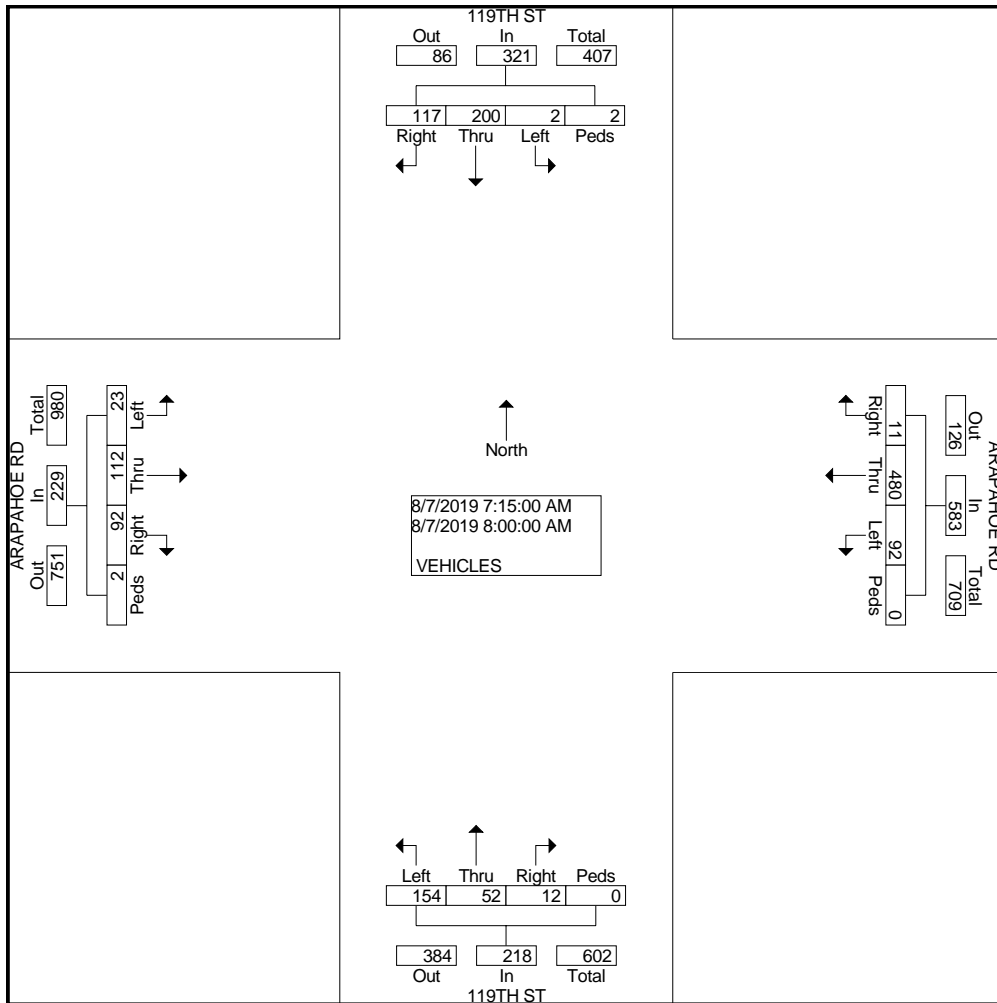 119TH ST
Out In Total
86 321 407
117 200 2 2
Right Thru Left Peds
ARAPAHOE RD
Total In Out
980 229 751
23 112 92 2
Left Thru Right Peds
North
8/7/2019 7:15:00 AM
8/7/2019 8:00:00 AM
VEHICLES
Right Thru Left Peds
11 480 92 0
Out In Total
126 583 709
ARAPAHOE RD
Left Thru Right Peds
154 52 12 0
384 218 602
Out In Total
119TH ST